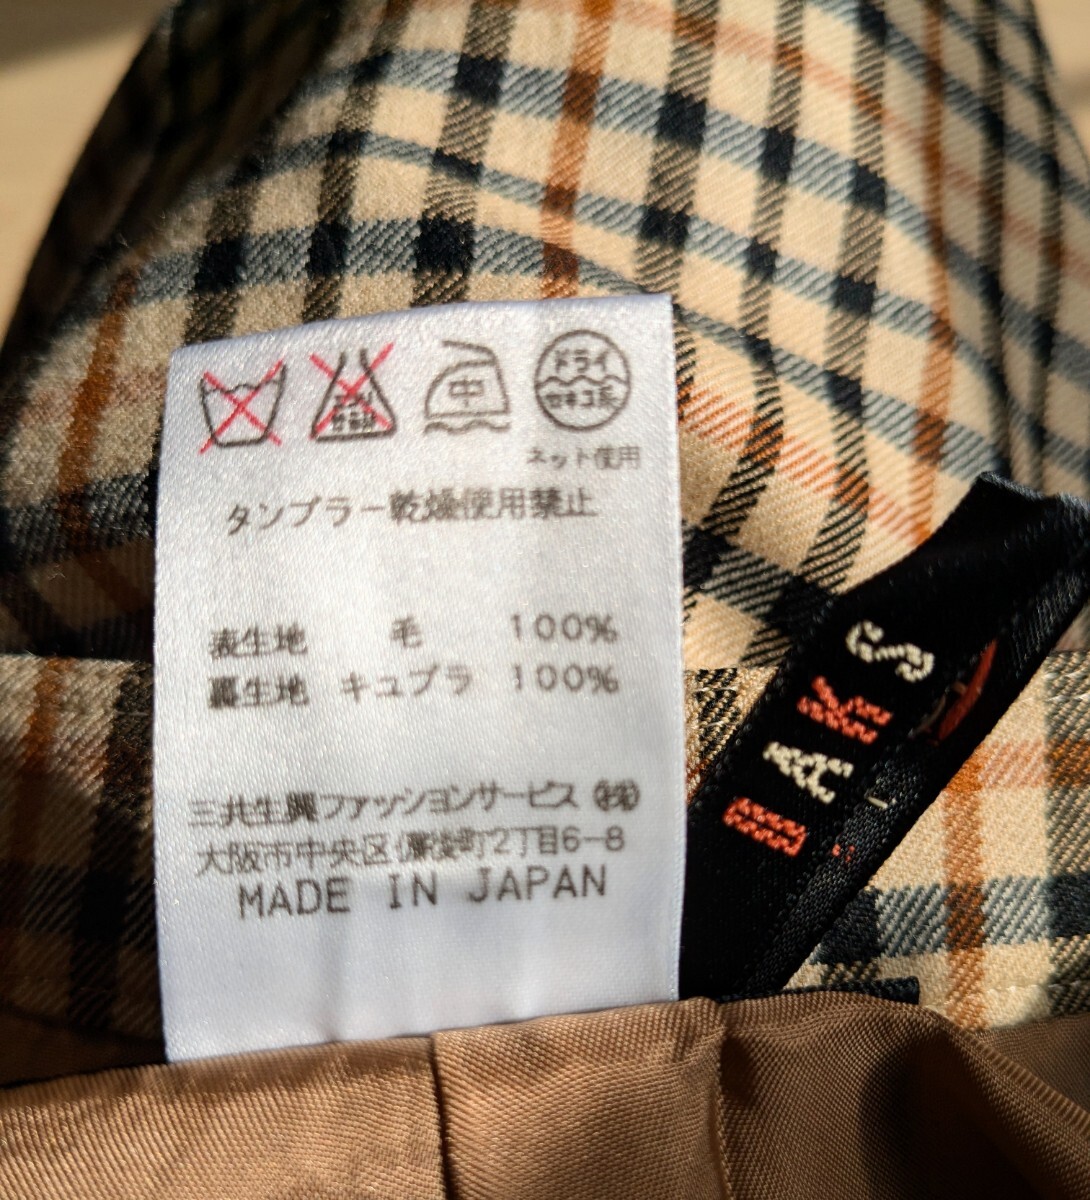 中
ドライ
セキユ系
ネット使用
タンブラー乾燥使用禁止
表生地 毛 100%
裏生地 キュプラ 100%
三共生興ファッションサービス ㈱
大阪市中央区 町2丁目6-8
MADE IN JAPAN
DAKS